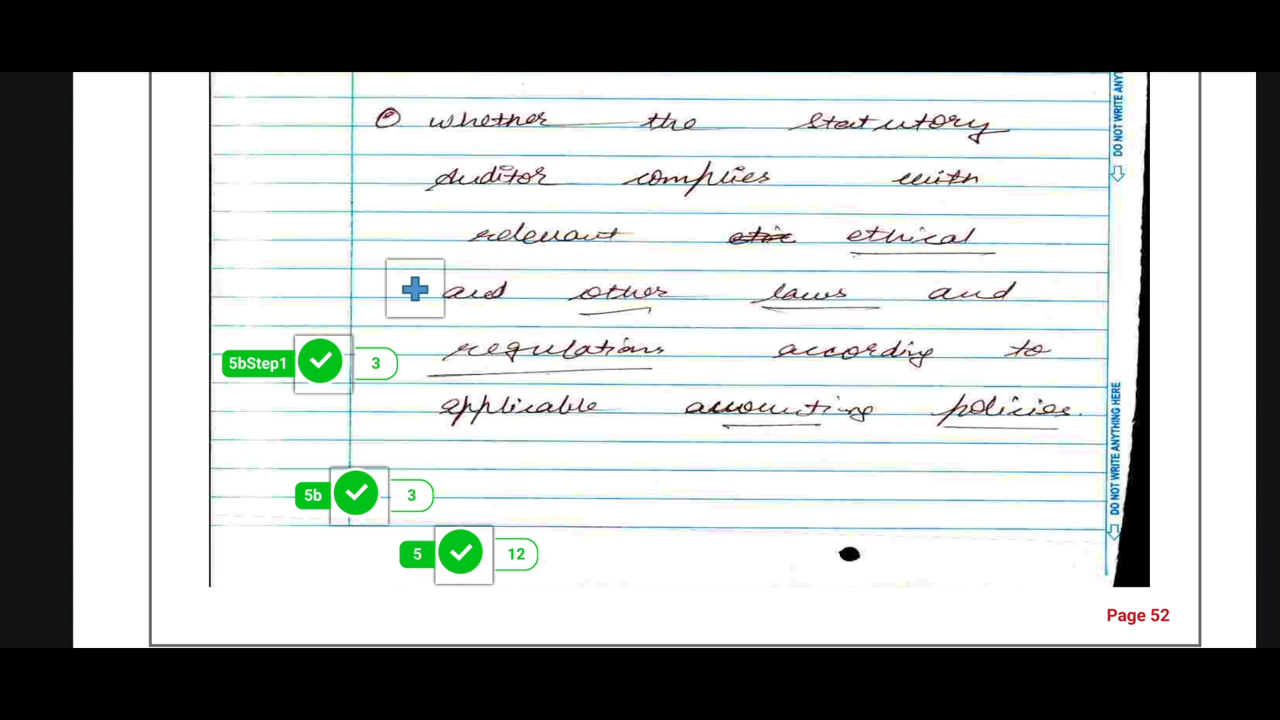 DO NOT WRITE ANYT
whether the statutory
Auditor complies with
relevant ethical
and other laws and
5bStep1 3 regulations according to
applicable accounting policies.
DO NOT WRITE ANYTHING HERE
5b 3
5 12
Page 52